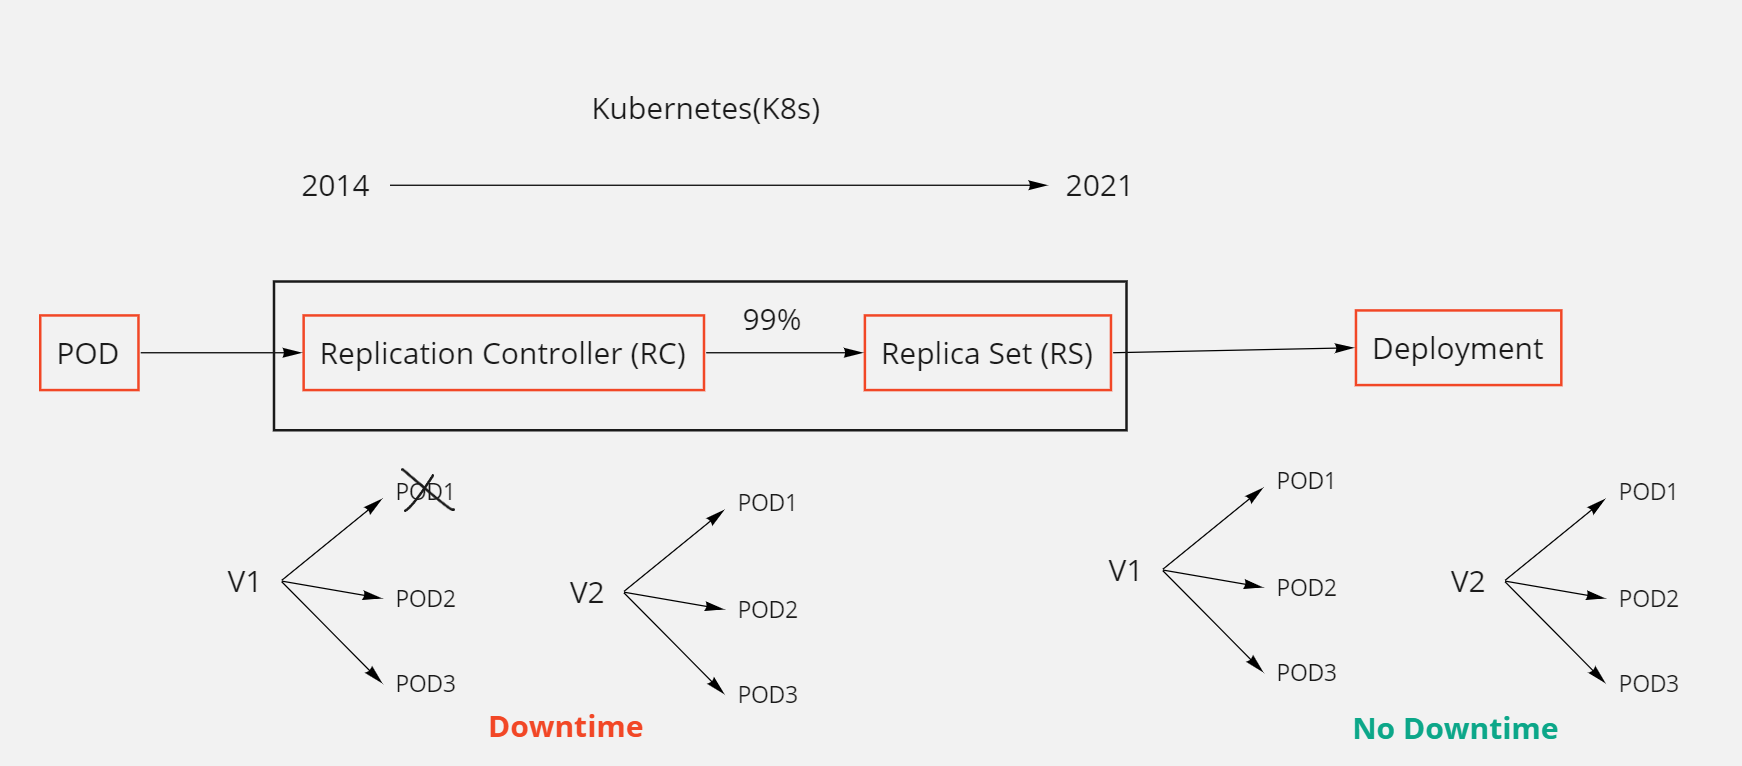 Kubernetes(K8s)
2014
2021
POD
Replication Controller (RC)
99%
Replica Set (RS)
Deployment
V1
POD1
POD2
POD3
V2
POD1
POD2
POD3
Downtime
V1
POD1
POD2
POD3
V2
POD1
POD2
POD3
No Downtime